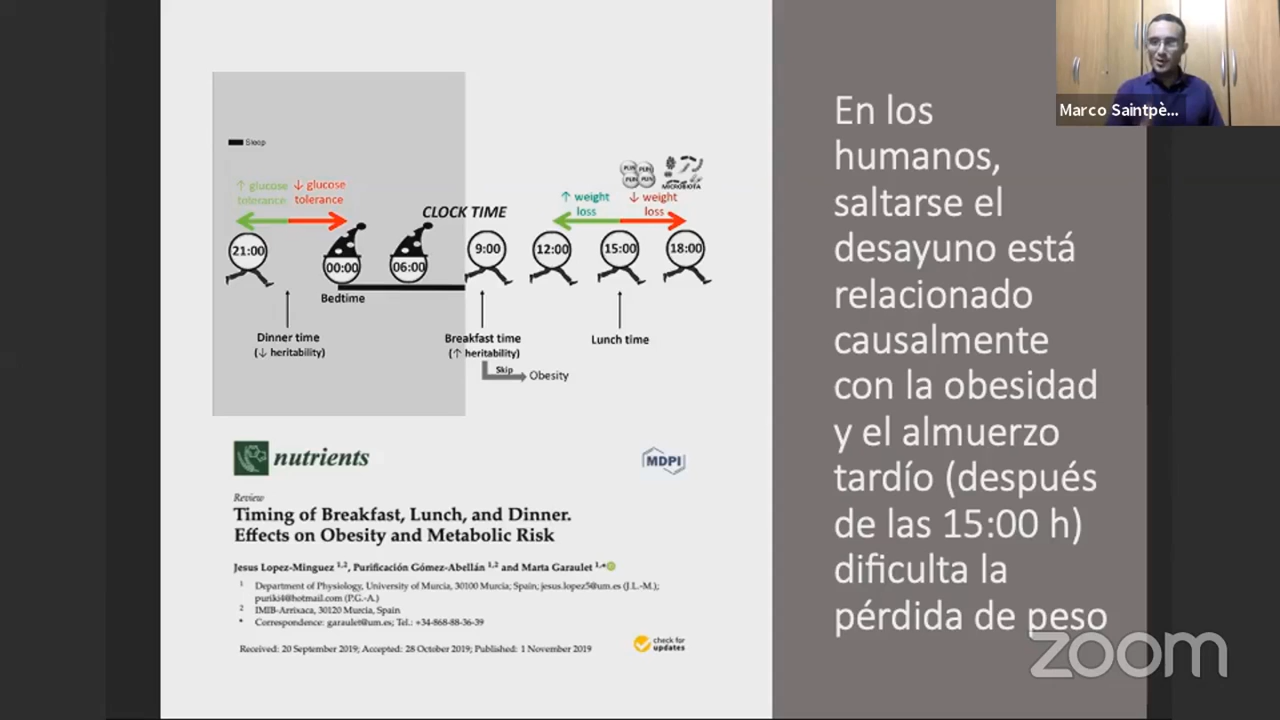 Sleep
↑ glucose tolerance
↓ glucose tolerance
CLOCK TIME
↑ weight loss
↓ weight loss
PUN PUN
PUN PUN
MICROBIOTA
21:00
00:00
06:00
9:00
12:00
15:00
18:00
Bedtime
Dinner time
(↓ heritability)
Breakfast time
(↑ heritability)
Lunch time
Skip
Obesity
nutrients
MDPI
Review
Timing of Breakfast, Lunch, and Dinner.
Effects on Obesity and Metabolic Risk
Jesus Lopez-Minguez 1,2, Purificación Gómez-Abellán 1,2 and Marta Garaulet 1,*
1 Department of Physiology, University of Murcia, 30100 Murcia; Spain; jesus.lopez5@um.es (J.L.-M.);
puriki4@hotmail.com (P.G.-A.)
2 IMIB-Arrixaca, 30120 Murcia, Spain
* Correspondence: garaulet@um.es; Tel.: +34-868-88-36-39
Received: 20 September 2019; Accepted: 28 October 2019; Published: 1 November 2019
check for
updates
En los
humanos,
saltarse el
desayuno está
relacionado
causalmente
con la obesidad
y el almuerzo
tardío (después
de las 15:00 h)
dificulta la
pérdida de peso
Marco Saintpè...
zoom